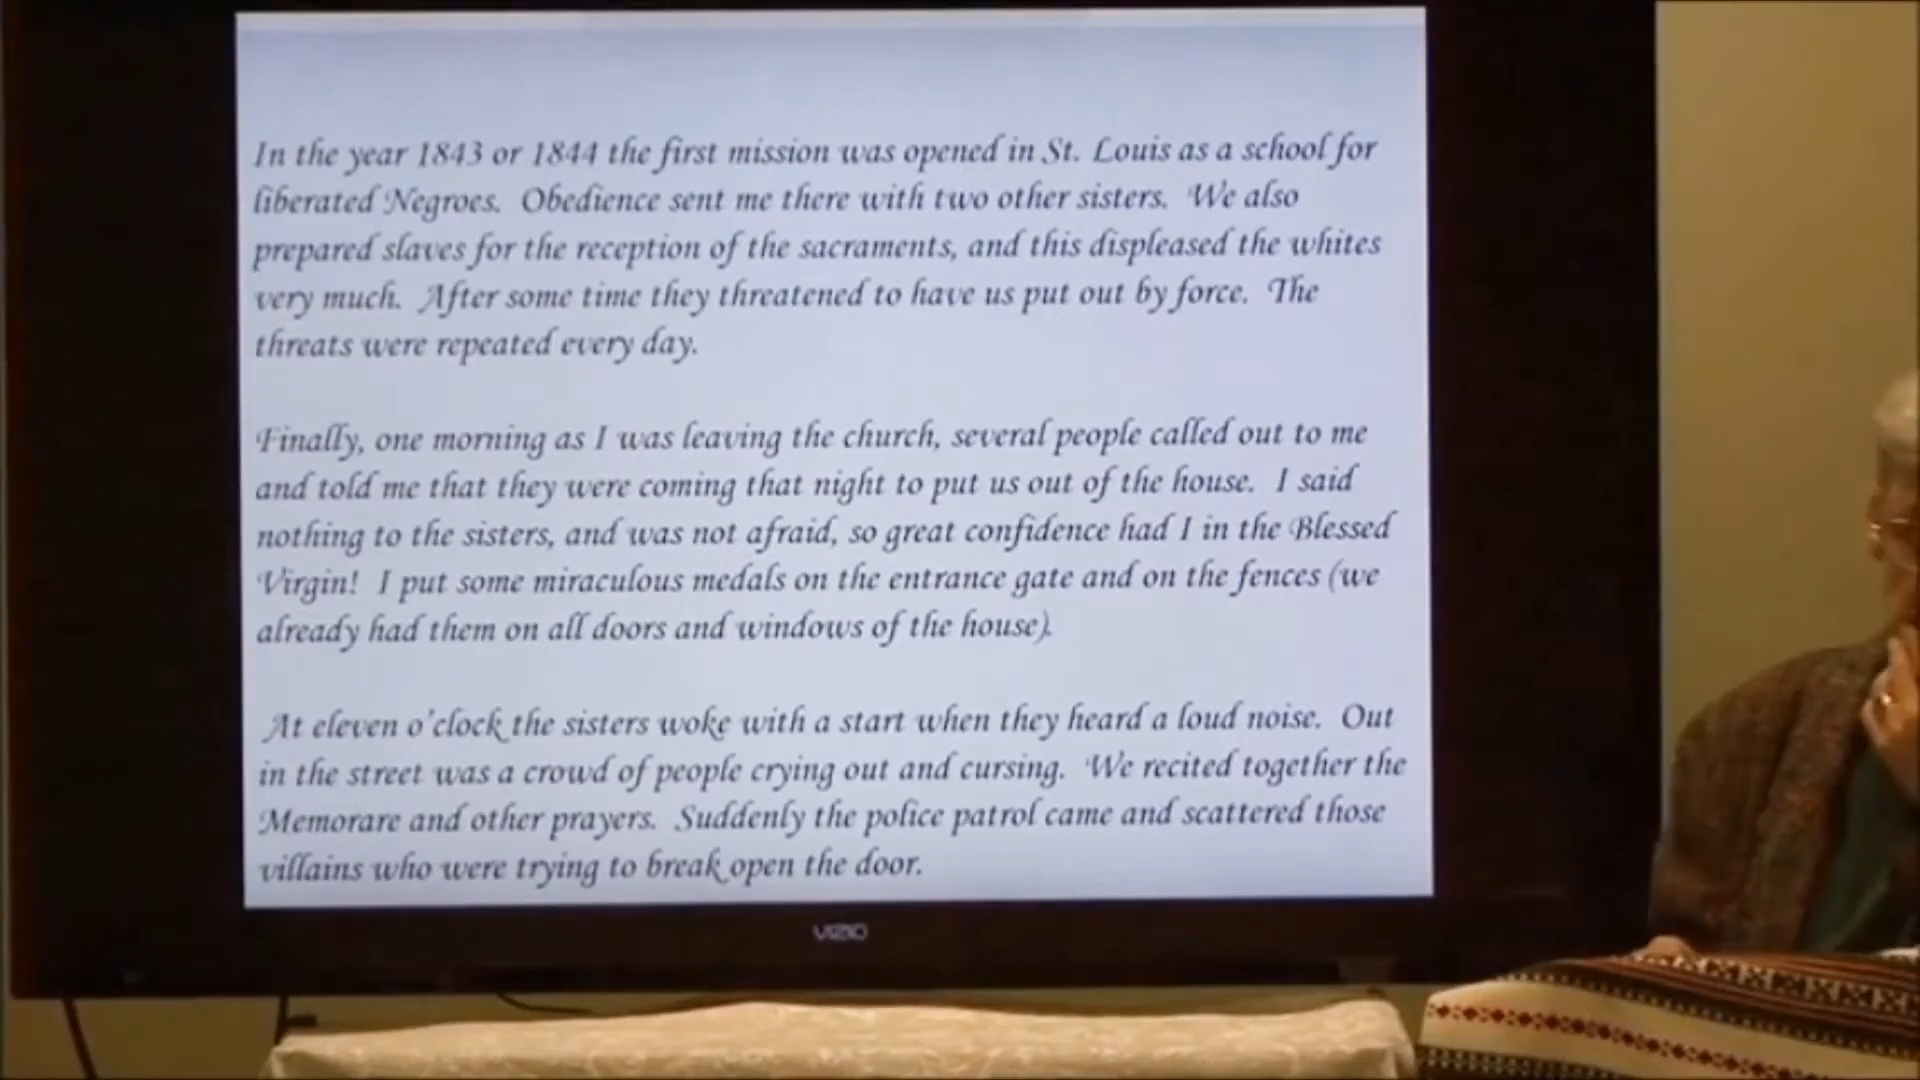 In the year 1843 or 1844 the first mission was opened in St. Louis as a school for
liberated Negroes. Obedience sent me there with two other sisters. We also
prepared slaves for the reception of the sacraments, and this displeased the whites
very much. After some time they threatened to have us put out by force. The
threats were repeated every day.
Finally, one morning as I was leaving the church, several people called out to me
and told me that they were coming that night to put us out of the house. I said
nothing to the sisters, and was not afraid, so great confidence had I in the Blessed
Virgin! I put some miraculous medals on the entrance gate and on the fences (we
already had them on all doors and windows of the house).
At eleven o'clock the sisters woke with a start when they heard a loud noise. Out
in the street was a crowd of people crying out and cursing. We recited together the
Memorare and other prayers. Suddenly the police patrol came and scattered those
villains who were trying to break open the door.
VIZIO